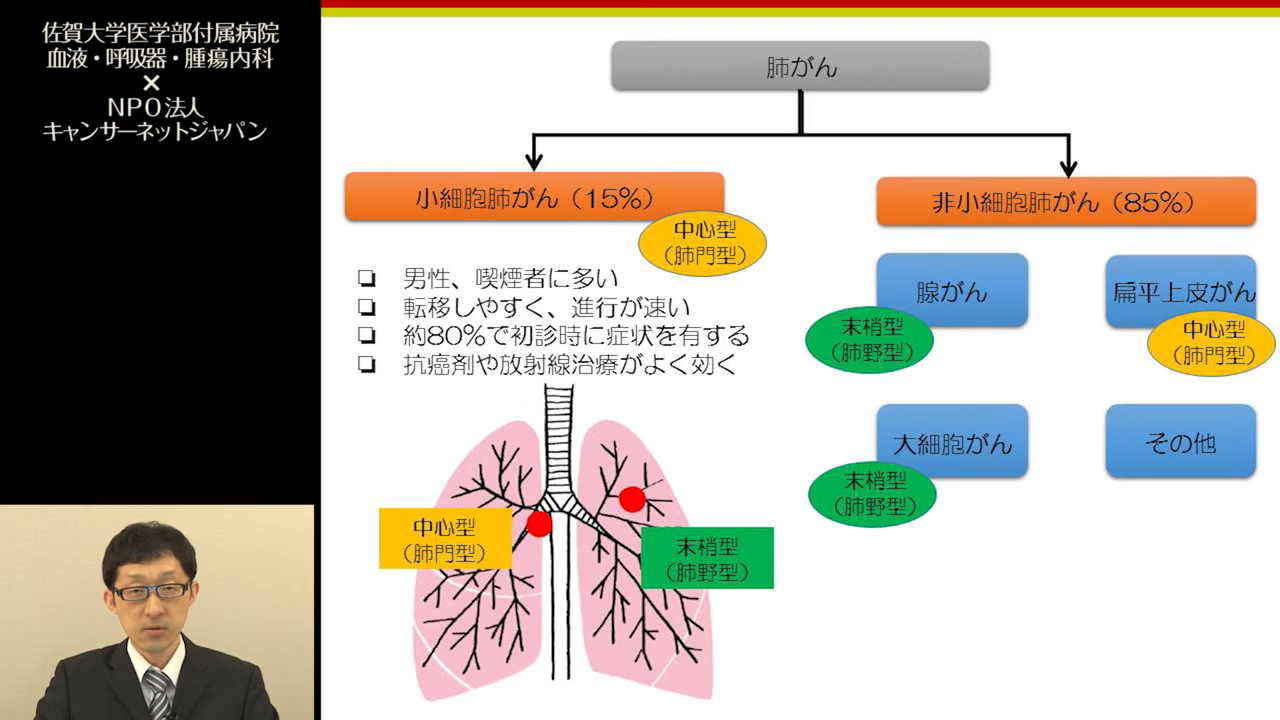 佐賀大学医学部付属病院
血液・呼吸器・腫瘍内科
×
NPO法人
キャンサーネットジャパン
肺がん
小細胞肺がん（15%）
中心型
（肺門型）
❏ 男性、喫煙者に多い
❏ 転移しやすく、進行が速い
❏ 約80%で初診時に症状を有する
❏ 抗癌剤や放射線治療がよく効く
中心型
（肺門型）
末梢型
（肺野型）
非小細胞肺がん（85%）
腺がん
末梢型
（肺野型）
扁平上皮がん
中心型
（肺門型）
大細胞がん
末梢型
（肺野型）
その他